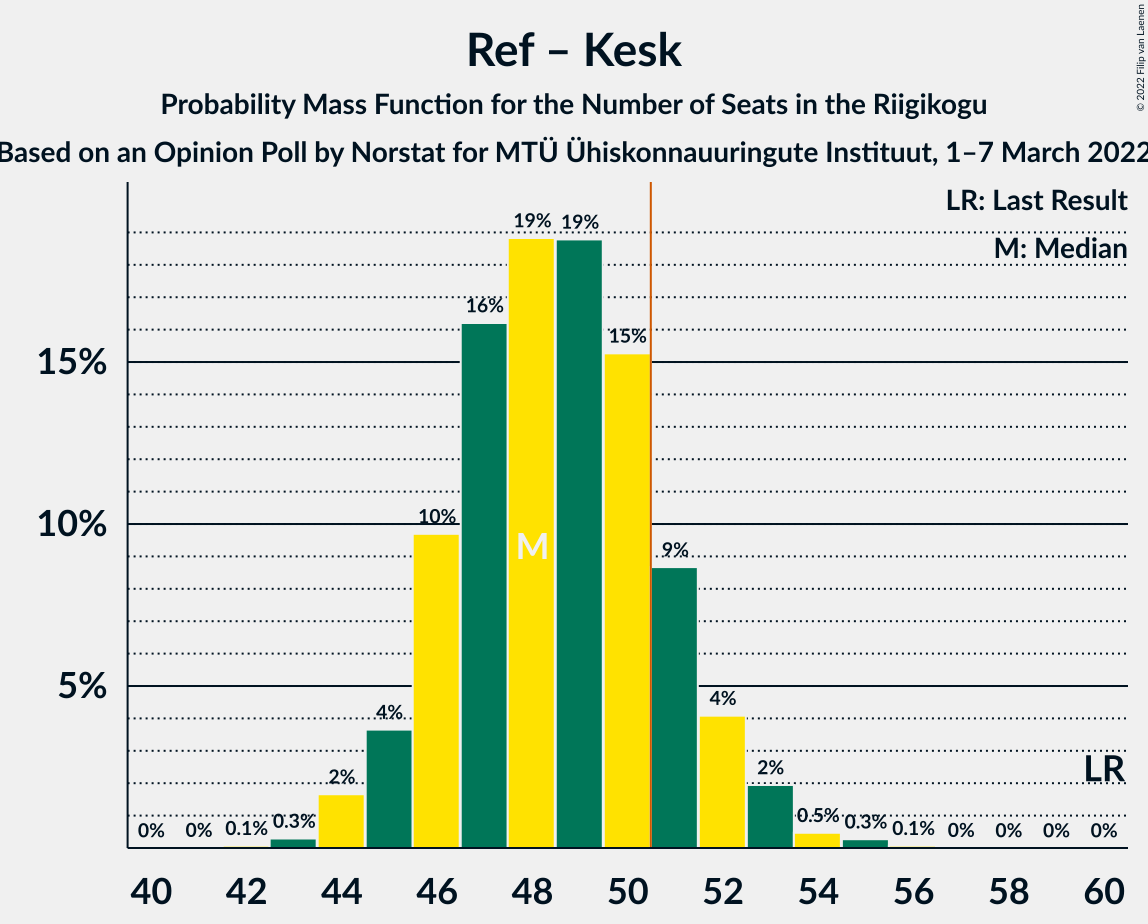 Ref – Kesk
Probability Mass Function for the Number of Seats in the Riigikogu
Based on an Opinion Poll by Norstat for MTÜ Ühiskonnauuringute Instituut, 1–7 March 2022
© 2022 Filip van Laenen
LR: Last Result
M: Median
19% 19%
16%
15%
15%
10%
10%
M
9%
5%
4%
4%
2%
2%
LR
0% 0% 0.1% 0.3% 0.5% 0.3% 0.1% 0% 0% 0% 0%
40 42 44 46 48 50 52 54 56 58 60